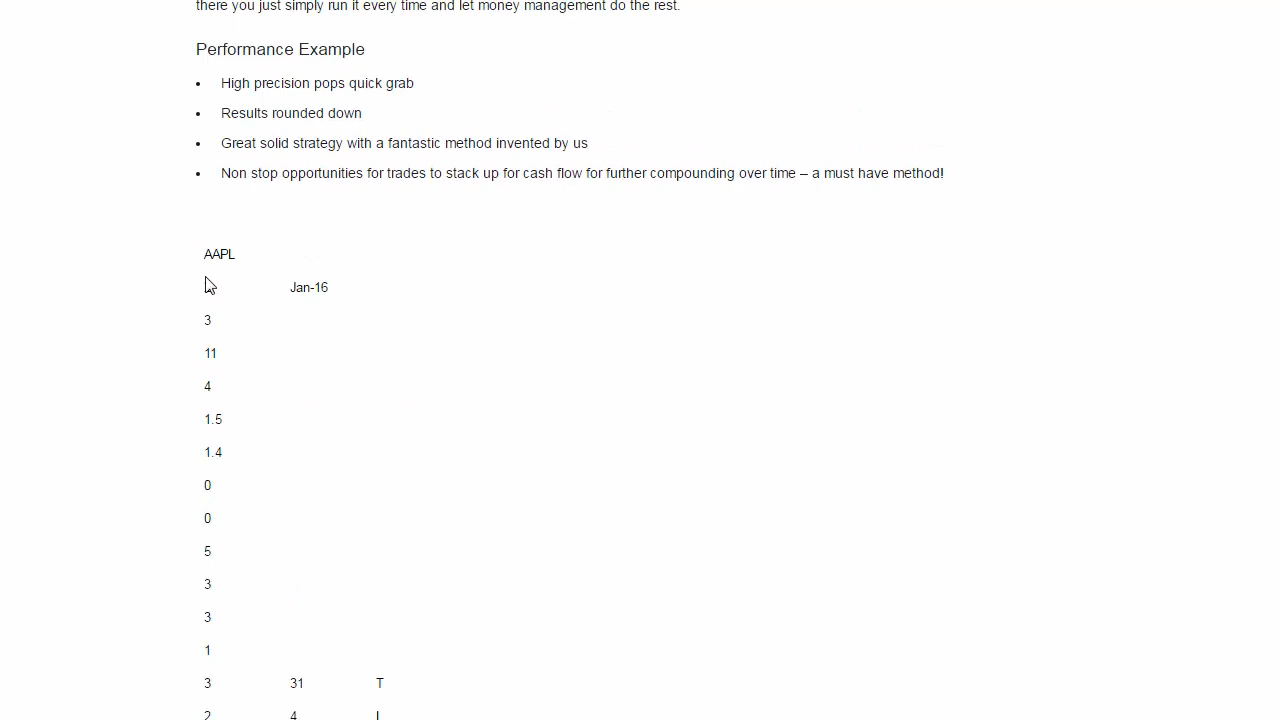 there you just simply run it every time and let money management do the rest.
Performance Example
• High precision pops quick grab
• Results rounded down
• Great solid strategy with a fantastic method invented by us
• Non stop opportunities for trades to stack up for cash flow for further compounding over time – a must have method!
AAPL
Jan-16
3
11
4
1.5
1.4
0
0
5
3
3
1
3 31 T
2 4